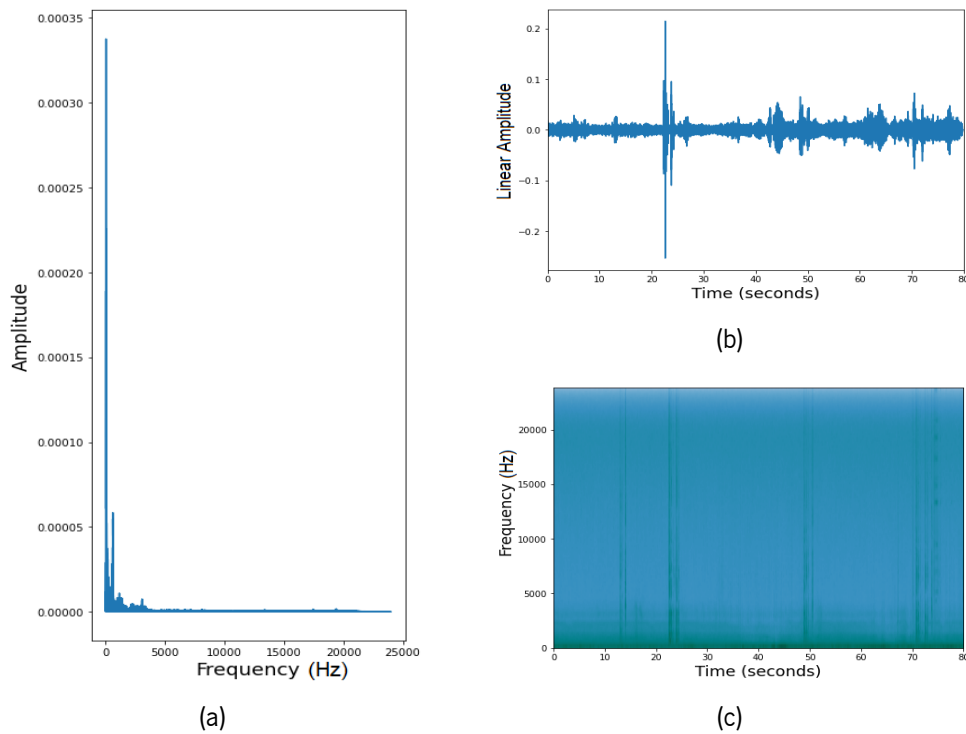 0.00035
0.00030
0.00025
0.00020
0.00015
0.00010
0.00005
0.00000
Amplitude
0 5000 10000 15000 20000 25000
Frequency (Hz)
(a)
0.2
0.1
0.0
−0.1
−0.2
Linear Amplitude
0 10 20 30 40 50 60 70 80
Time (seconds)
(b)
20000
15000
10000
5000
0
Frequency (Hz)
0 10 20 30 40 50 60 70 80
Time (seconds)
(c)